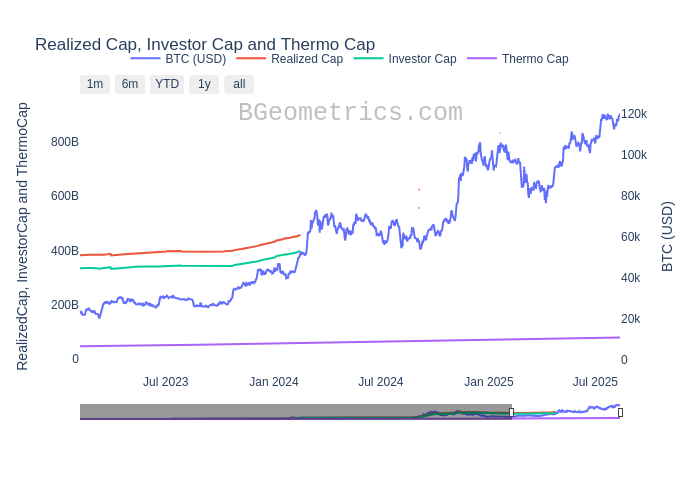 Realized Cap, Investor Cap and Thermo Cap
BTC (USD) Realized Cap Investor Cap Thermo Cap
1m 6m YTD 1y all
BGeometrics.com
RealizedCap, InvestorCap and ThermoCap
800B
600B
400B
200B
0
120k
100k
80k
60k
40k
20k
0
BTC (USD)
Jul 2023 Jan 2024 Jul 2024 Jan 2025 Jul 2025